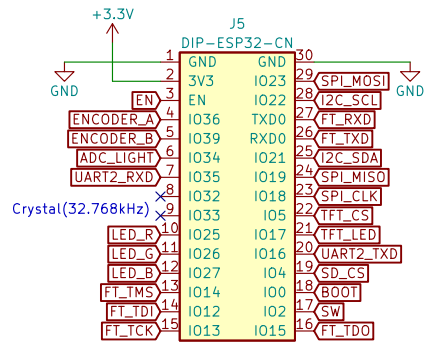 +3.3V
J5
DIP-ESP32-CN
1 GND GND 30
GND GND
2 3V3 IO23 29 SPI_MOSI
EN 3 EN IO22 28 I2C_SCL
ENCODER_A 4 IO36 TXD0 27 FT_RXD
ENCODER_B 5 IO39 RXD0 26 FT_TXD
ADC_LIGHT 6 IO34 IO21 25 I2C_SDA
UART2_RXD 7 IO35 IO19 24 SPI_MISO
8 IO32 IO18 23 SPI_CLK
Crystal(32.768kHz) 9 IO33 IO5 22 TFT_CS
LED_R 10 IO25 IO17 21 TFT_LED
LED_G 11 IO26 IO16 20 UART2_TXD
LED_B 12 IO27 IO4 19 SD_CS
FT_TMS 13 IO14 IO0 18 BOOT
FT_TDI 14 IO12 IO2 17 SW
FT_TCK 15 IO13 IO15 16 FT_TDO